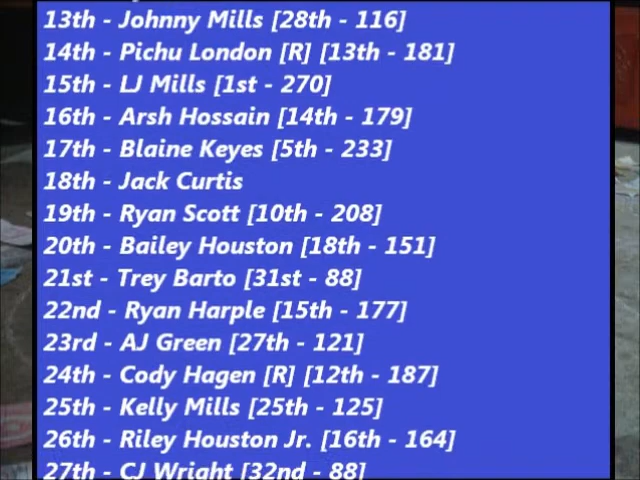 13th - Johnny Mills [28th - 116]
14th - Pichu London [R] [13th - 181]
15th - LJ Mills [1st - 270]
16th - Arsh Hossain [14th - 179]
17th - Blaine Keyes [5th - 233]
18th - Jack Curtis
19th - Ryan Scott [10th - 208]
20th - Bailey Houston [18th - 151]
21st - Trey Barto [31st - 88]
22nd - Ryan Harple [15th - 177]
23rd - AJ Green [27th - 121]
24th - Cody Hagen [R] [12th - 187]
25th - Kelly Mills [25th - 125]
26th - Riley Houston Jr. [16th - 164]
27th - CJ Wright [32nd - 88]